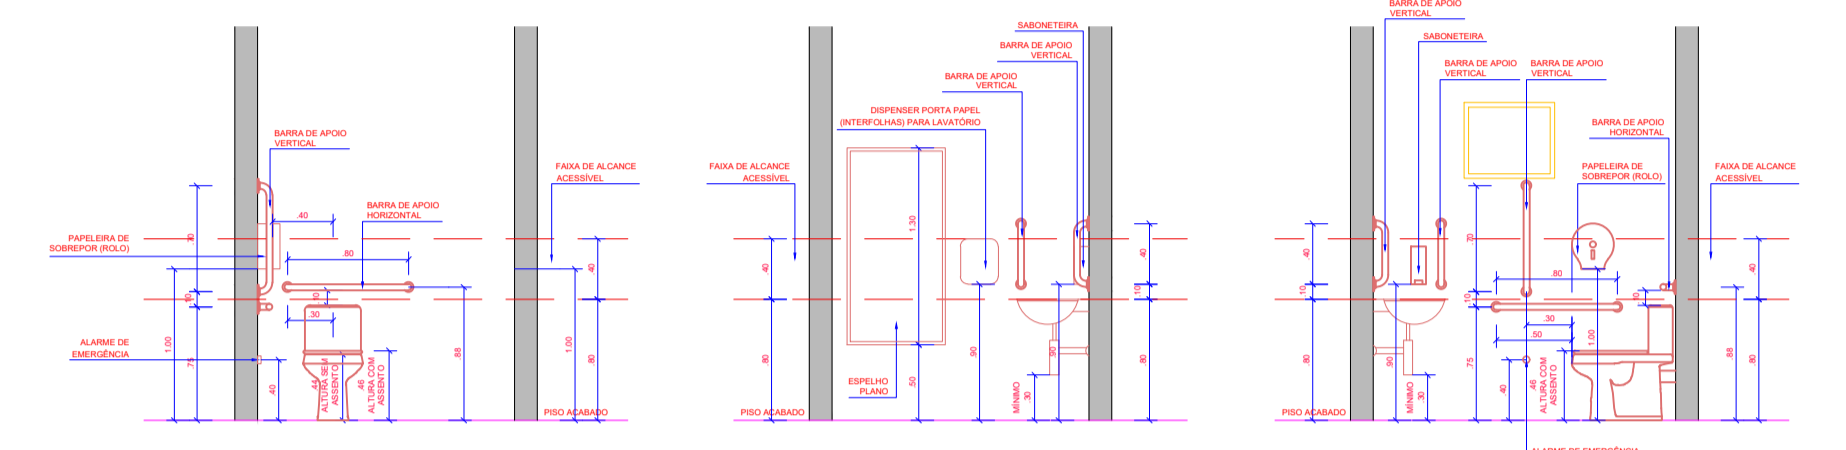 BARRA DE APOIO
VERTICAL
.40
BARRA DE APOIO
HORIZONTAL
FAIXA DE ALCANCE
ACESSÍVEL
PAPELEIRA DE
SOBREPOR (ROLO)
.70
.80
.40
.10
.10
.30
1.00
.75
ALARME DE
EMERGÊNCIA
.40
.44
ALTURA SEM
ASSENTO
.46
ALTURA COM
ASSENTO
.88
1.00
.80
PISO ACABADO
SABONETEIRA
BARRA DE APOIO
VERTICAL
BARRA DE APOIO
VERTICAL
DISPENSER PORTA PAPEL
(INTERFOLHAS) PARA LAVATÓRIO
FAIXA DE ALCANCE
ACESSÍVEL
1.30
.40
.40
.10
.80
.50
.90
.90
.80
ESPELHO
PLANO
MÍNIMO
.30
PISO ACABADO
BARRA DE APOIO
VERTICAL
SABONETEIRA
BARRA DE APOIO
VERTICAL
BARRA DE APOIO
VERTICAL
BARRA DE APOIO
HORIZONTAL
PAPELEIRA DE
SOBREPOR (ROLO)
FAIXA DE ALCANCE
ACESSÍVEL
.40
.70
.80
.40
.10
.10
.10
.30
.50
1.00
.80
.90
.75
.40
.46
ALTURA COM
ASSENTO
.88
.80
MÍNIMO
.30
PISO ACABADO
ALARME DE EMERGÊNCIA